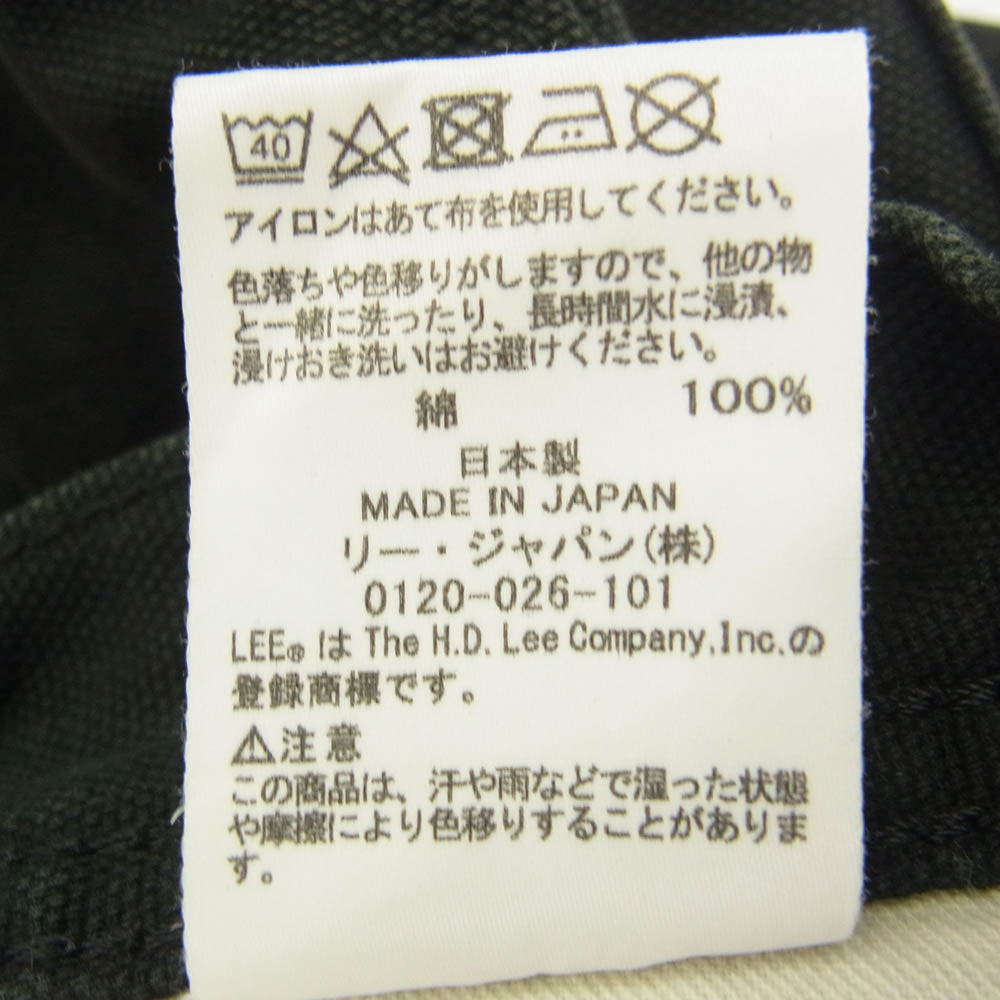 40
アイロンはあて布を使用してください。
色落ちや色移りがしますので、他の物
と一緒に洗ったり、長時間水に浸漬、
浸けおき洗いはお避けください。
綿 100%
日本製
MADE IN JAPAN
リー・ジャパン(株)
0120-026-101
LEE® は The H.D. Lee Company,Inc.の
登録商標です。
⚠注意
この商品は、汗や雨などで湿った状態
や摩擦により色移りすることがありま
す。